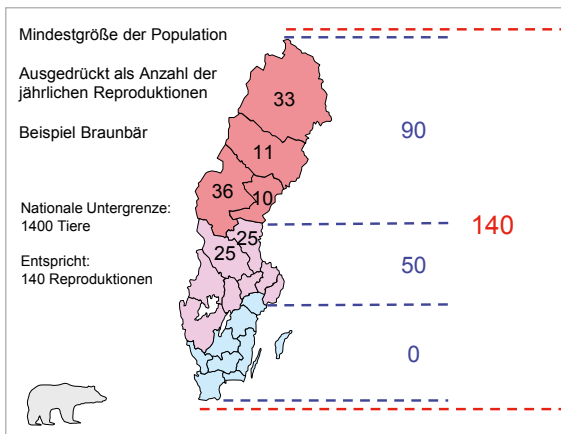 Mindestgröße der Population
Ausgedrückt als Anzahl der
jährlichen Reproduktionen
Beispiel Braunbär
Nationale Untergrenze:
1400 Tiere
Entspricht:
140 Reproduktionen
33
11
36
10
25
25
90
50
0
140